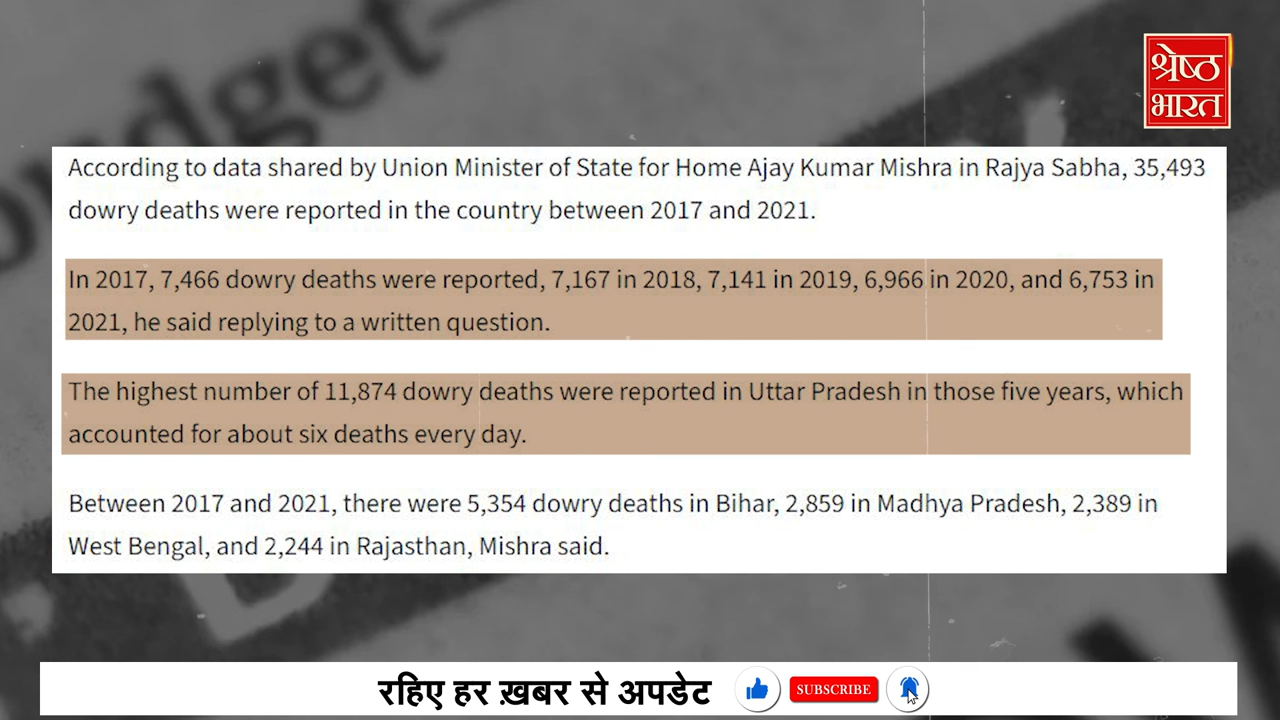 udget
श्रेष्ठ
भारत
According to data shared by Union Minister of State for Home Ajay Kumar Mishra in Rajya Sabha, 35,493
dowry deaths were reported in the country between 2017 and 2021.
In 2017, 7,466 dowry deaths were reported, 7,167 in 2018, 7,141 in 2019, 6,966 in 2020, and 6,753 in
2021, he said replying to a written question.
The highest number of 11,874 dowry deaths were reported in Uttar Pradesh in those five years, which
accounted for about six deaths every day.
Between 2017 and 2021, there were 5,354 dowry deaths in Bihar, 2,859 in Madhya Pradesh, 2,389 in
West Bengal, and 2,244 in Rajasthan, Mishra said.
रहिए हर ख़बर से अपडेट
SUBSCRIBE